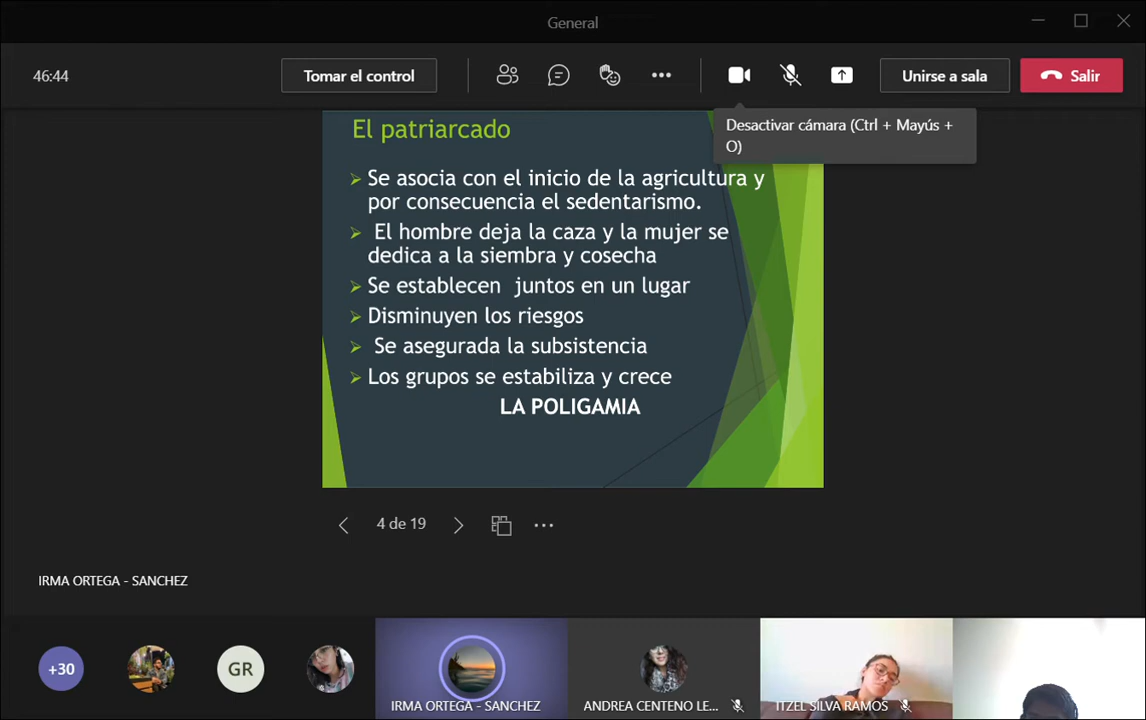 General
46:44
Tomar el control
Unirse a sala
Salir
Desactivar cámara (Ctrl + Mayús +
O)
El patriarcado
Se asocia con el inicio de la agricultura y
por consecuencia el sedentarismo.
El hombre deja la caza y la mujer se
dedica a la siembra y cosecha
Se establecen juntos en un lugar
Disminuyen los riesgos
Se asegurada la subsistencia
Los grupos se estabiliza y crece
LA POLIGAMIA
4 de 19
IRMA ORTEGA - SANCHEZ
+30
GR
IRMA ORTEGA - SANCHEZ
ANDREA CENTENO LE...
ITZEL SILVA RAMOS